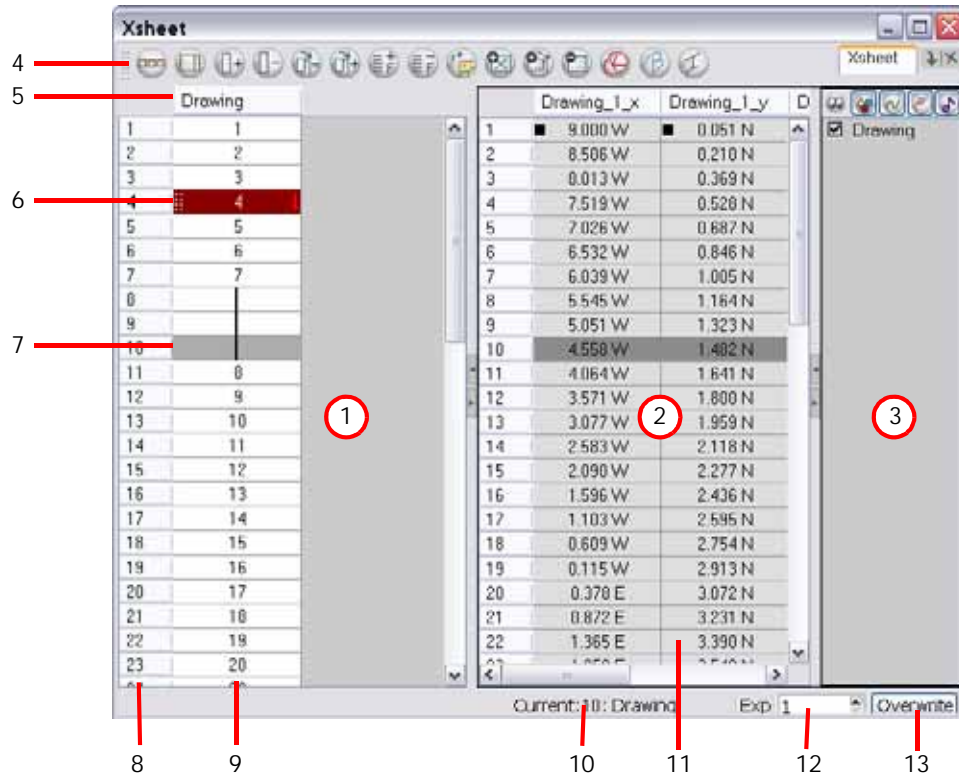 Xsheet
4
Xsheet
5 Drawing Drawing_1_x Drawing_1_y D
1 1 1 9.000 W 0.051 N Drawing
2 2 2 8.506 W 0.210 N
3 3 3 8.013 W 0.369 N
6 4 4 4 7.519 W 0.528 N
5 5 5 7.026 W 0.687 N
6 6 6 6.532 W 0.846 N
7 7 7 6.039 W 1.005 N
8 8 5.545 W 1.164 N
9 9 5.051 W 1.323 N
7 10 10 4.558 W 1.482 N
11 8 11 4.064 W 1.641 N
12 9 12 3.571 W 1.800 N
13 10 13 3.077 W 1.959 N
1 2 3
14 11 14 2.583 W 2.118 N
15 12 15 2.090 W 2.277 N
16 13 16 1.596 W 2.436 N
17 14 17 1.103 W 2.595 N
18 15 18 0.609 W 2.754 N
19 16 19 0.115 W 2.913 N
20 17 20 0.378 E 3.072 N
21 18 21 0.872 E 3.231 N
22 19 22 1.365 E 3.390 N
23 20
Current: 10: Drawing Exp 1 Overwrite
8 9 10 11 12 13